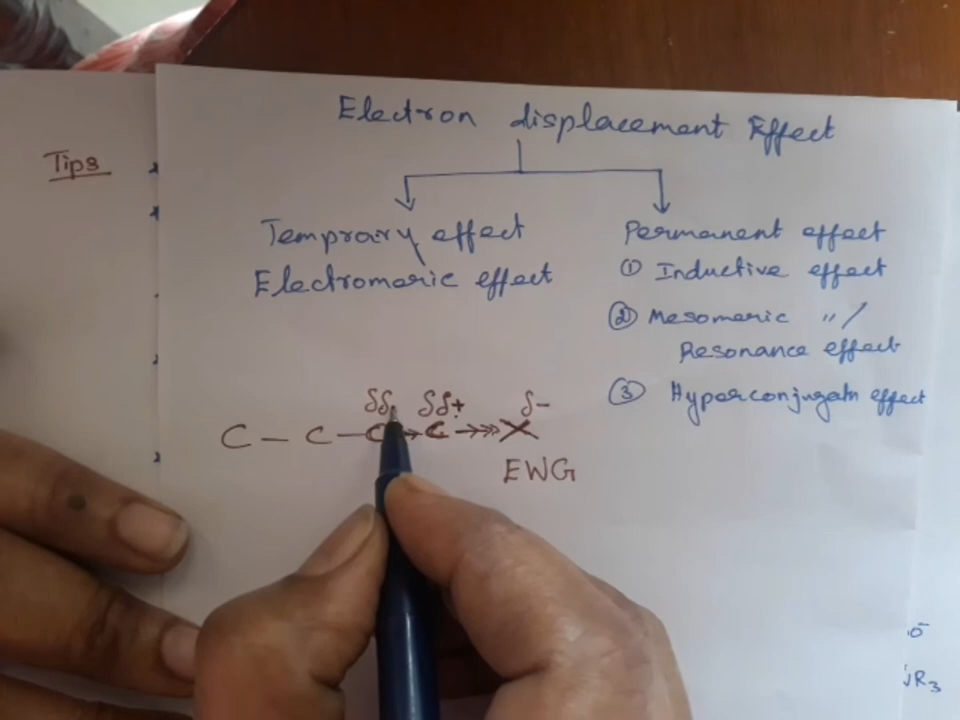 Electron displacement Effect
Tips
Temprary effect
Electromeric effect
Permanent effect
① Inductive effect
② Mesomeric 〃/
Resonance effect
③ Hyperconjugatn effect
δδ δδ+ δ-
C - C - C → C →>> X
EWG